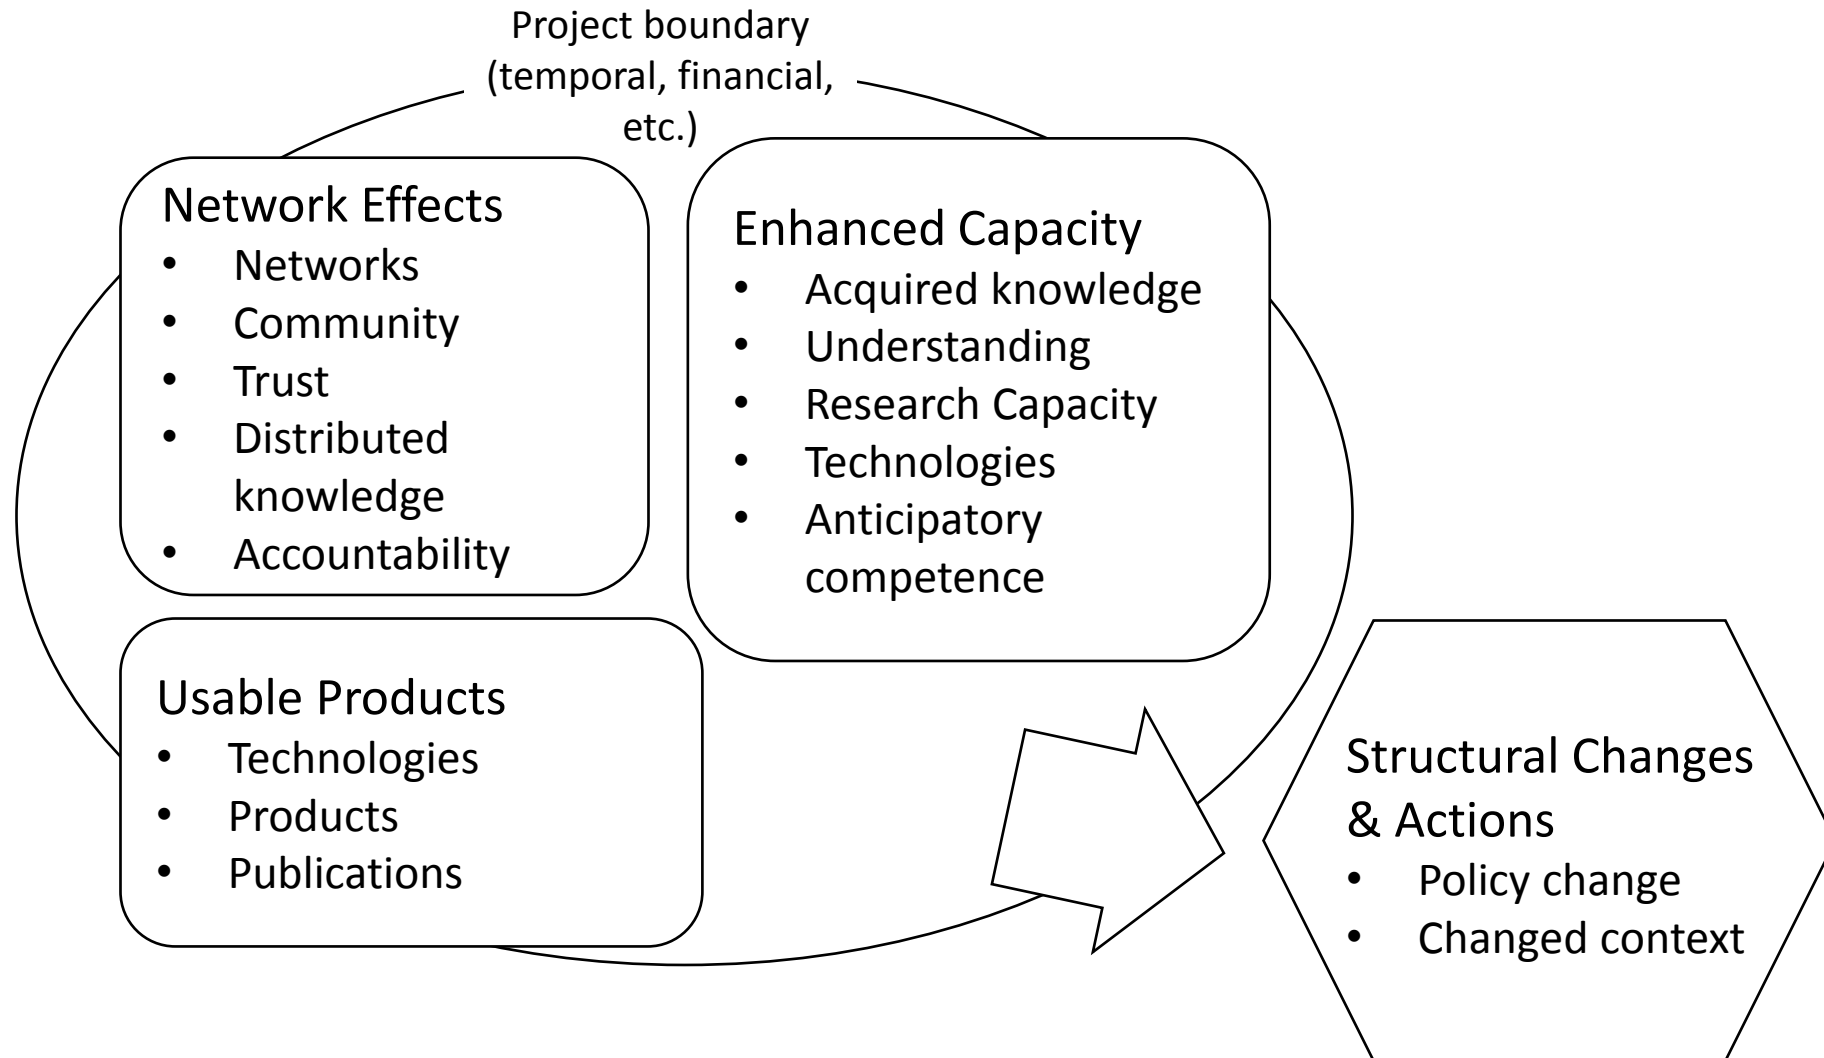 Project boundary
(temporal, financial,
etc.)
Network Effects
• Networks
• Community
• Trust
• Distributed
knowledge
• Accountability
Enhanced Capacity
• Acquired knowledge
• Understanding
• Research Capacity
• Technologies
• Anticipatory
competence
Usable Products
• Technologies
• Products
• Publications
Structural Changes
& Actions
• Policy change
• Changed context